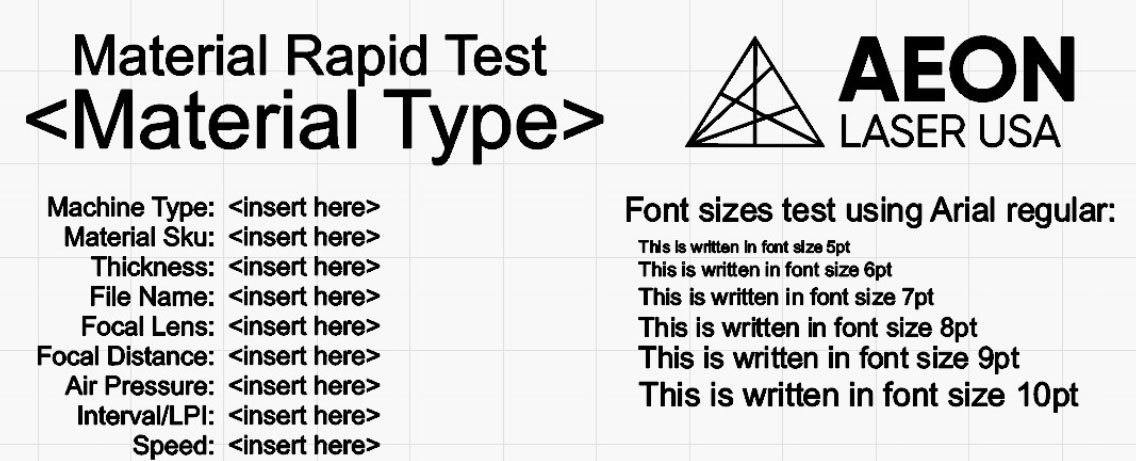 Material Rapid Test
<Material Type>
AEON
LASER USA
Machine Type: <insert here>
Material Sku: <insert here>
Thickness: <insert here>
File Name: <insert here>
Focal Lens: <insert here>
Focal Distance: <insert here>
Air Pressure: <insert here>
Interval/LPI: <insert here>
Speed: <insert here>
Font sizes test using Arial regular:
This is written in font size 5pt
This is written in font size 6pt
This is written in font size 7pt
This is written in font size 8pt
This is written in font size 9pt
This is written in font size 10pt